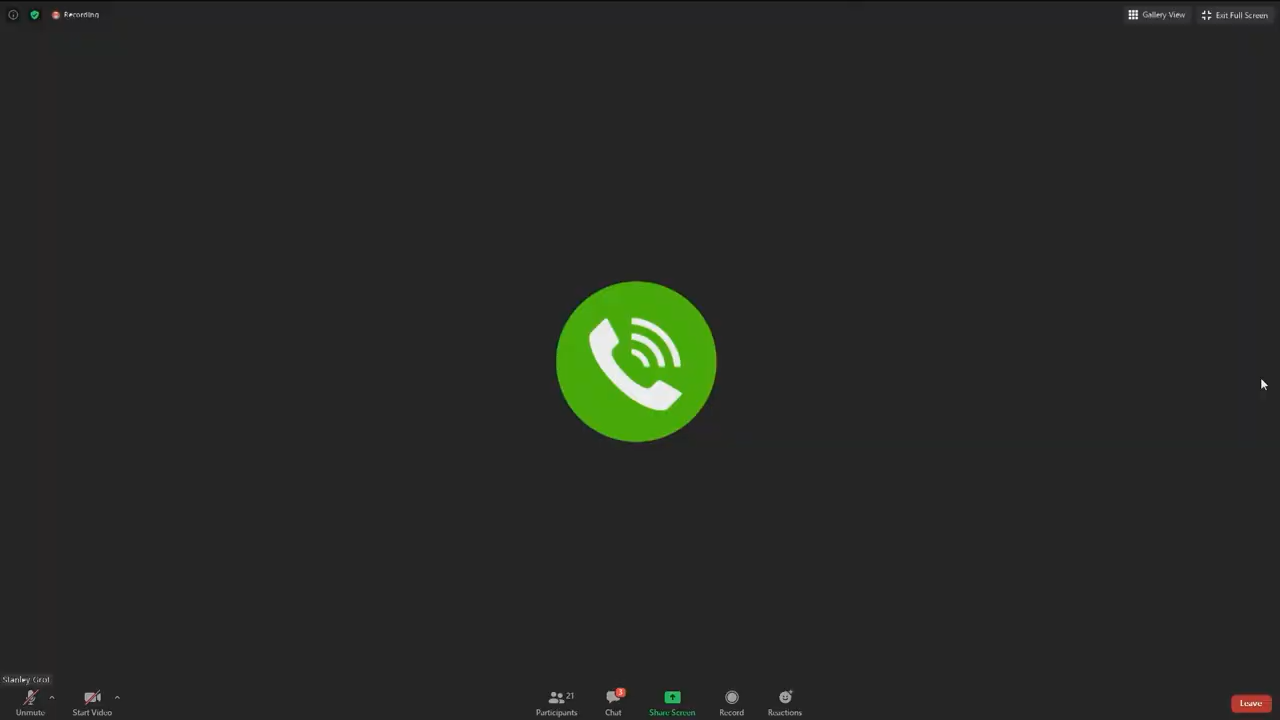 Recording
Gallery View
Exit Full Screen
Stanley Grot
Unmute
Start Video
Participants
21
Chat
3
Share Screen
Record
Reactions
Leave